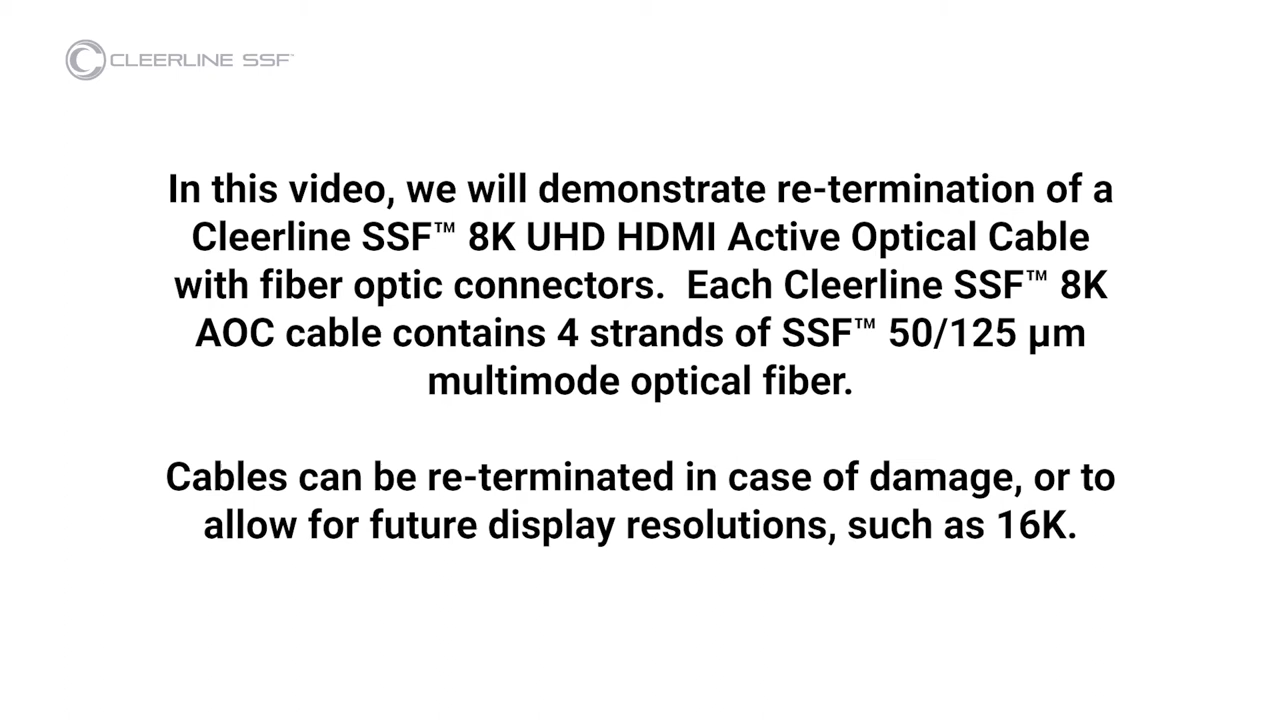 CLEERLINE SSF™
In this video, we will demonstrate re-termination of a
Cleerline SSF™ 8K UHD HDMI Active Optical Cable
with fiber optic connectors.  Each Cleerline SSF™ 8K
AOC cable contains 4 strands of SSF™ 50/125 µm
multimode optical fiber.
Cables can be re-terminated in case of damage, or to
allow for future display resolutions, such as 16K.